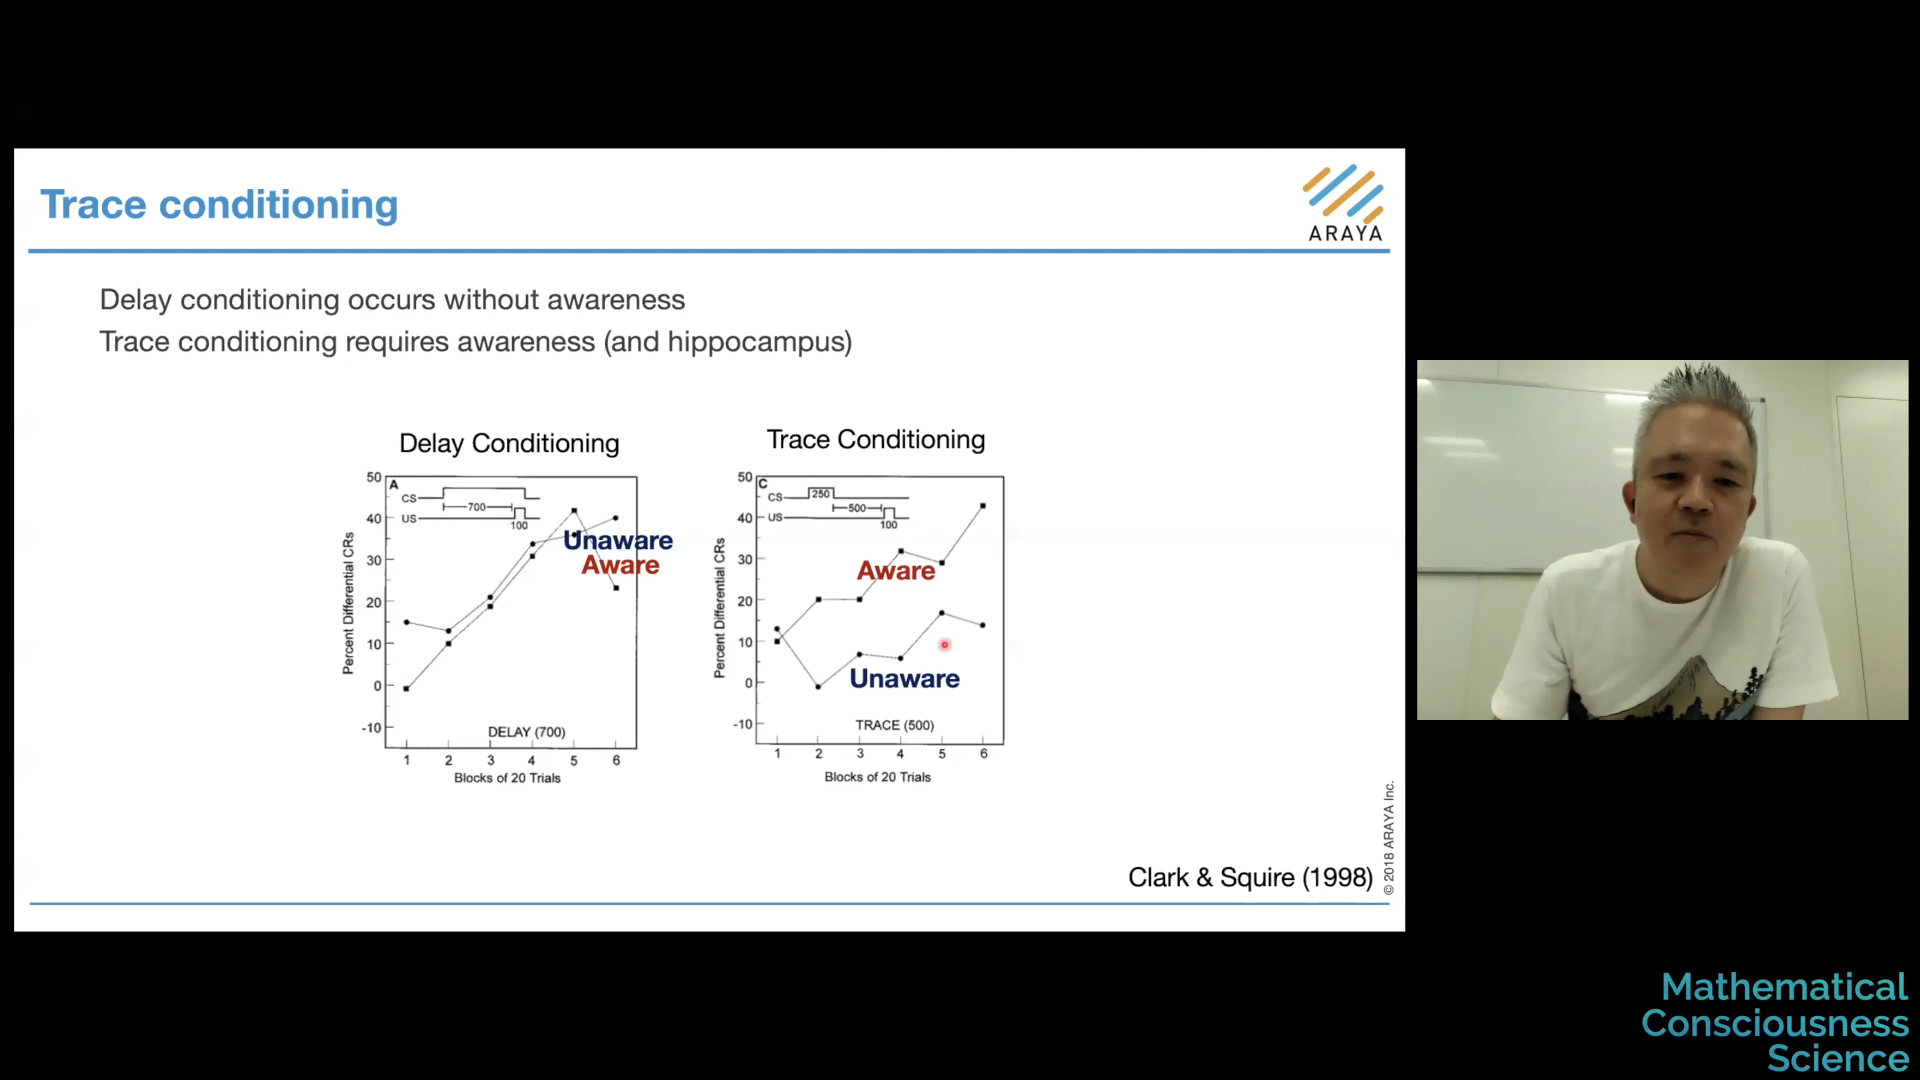 Trace conditioning
ARAYA
Delay conditioning occurs without awareness
Trace conditioning requires awareness (and hippocampus)
Delay Conditioning
Trace Conditioning
50
A
CS
700
US
100
40
30
20
10
0
-10
Percent Differential CRs
Unaware
Aware
DELAY (700)
1 2 3 4 5 6
Blocks of 20 Trials
50
C
CS
250
500
US
100
40
30
20
10
0
-10
Percent Differential CRs
Aware
Unaware
TRACE (500)
1 2 3 4 5 6
Blocks of 20 Trials
Clark & Squire (1998)
© 2018 ARAYA Inc.
Mathematical
Consciousness
Science